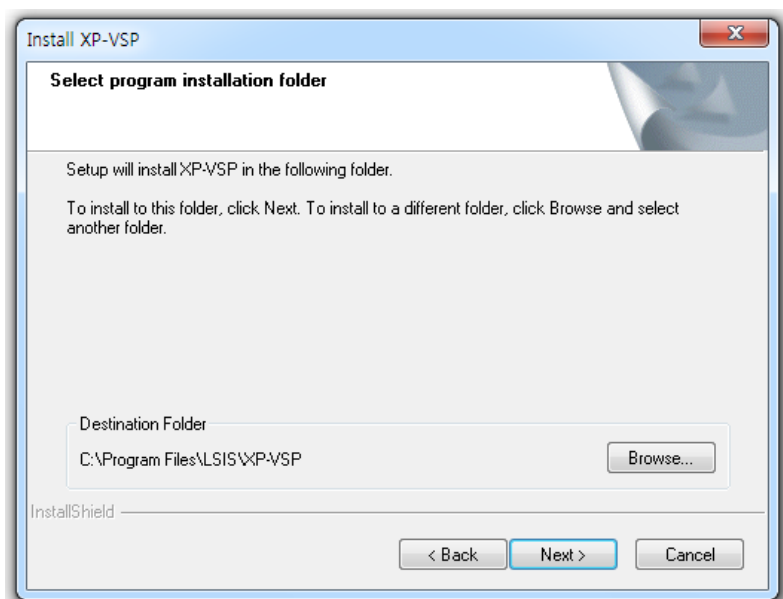 Install XP-VSP
Select program installation folder
Setup will install XP-VSP in the following folder.
To install to this folder, click Next. To install to a different folder, click Browse and select
another folder.
Destination Folder
C:\Program Files\LSIS\XP-VSP
Browse...
InstallShield
< Back
Next >
Cancel